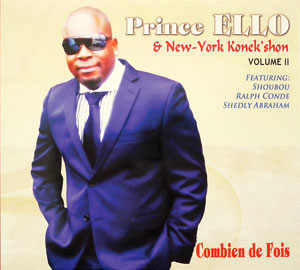 Prince ELLO
& New-York Konek'shon
VOLUME II
FEATURING:
SHOUBOU
RALPH CONDE
SHEDLY ABRAHAM
Combien de Fois